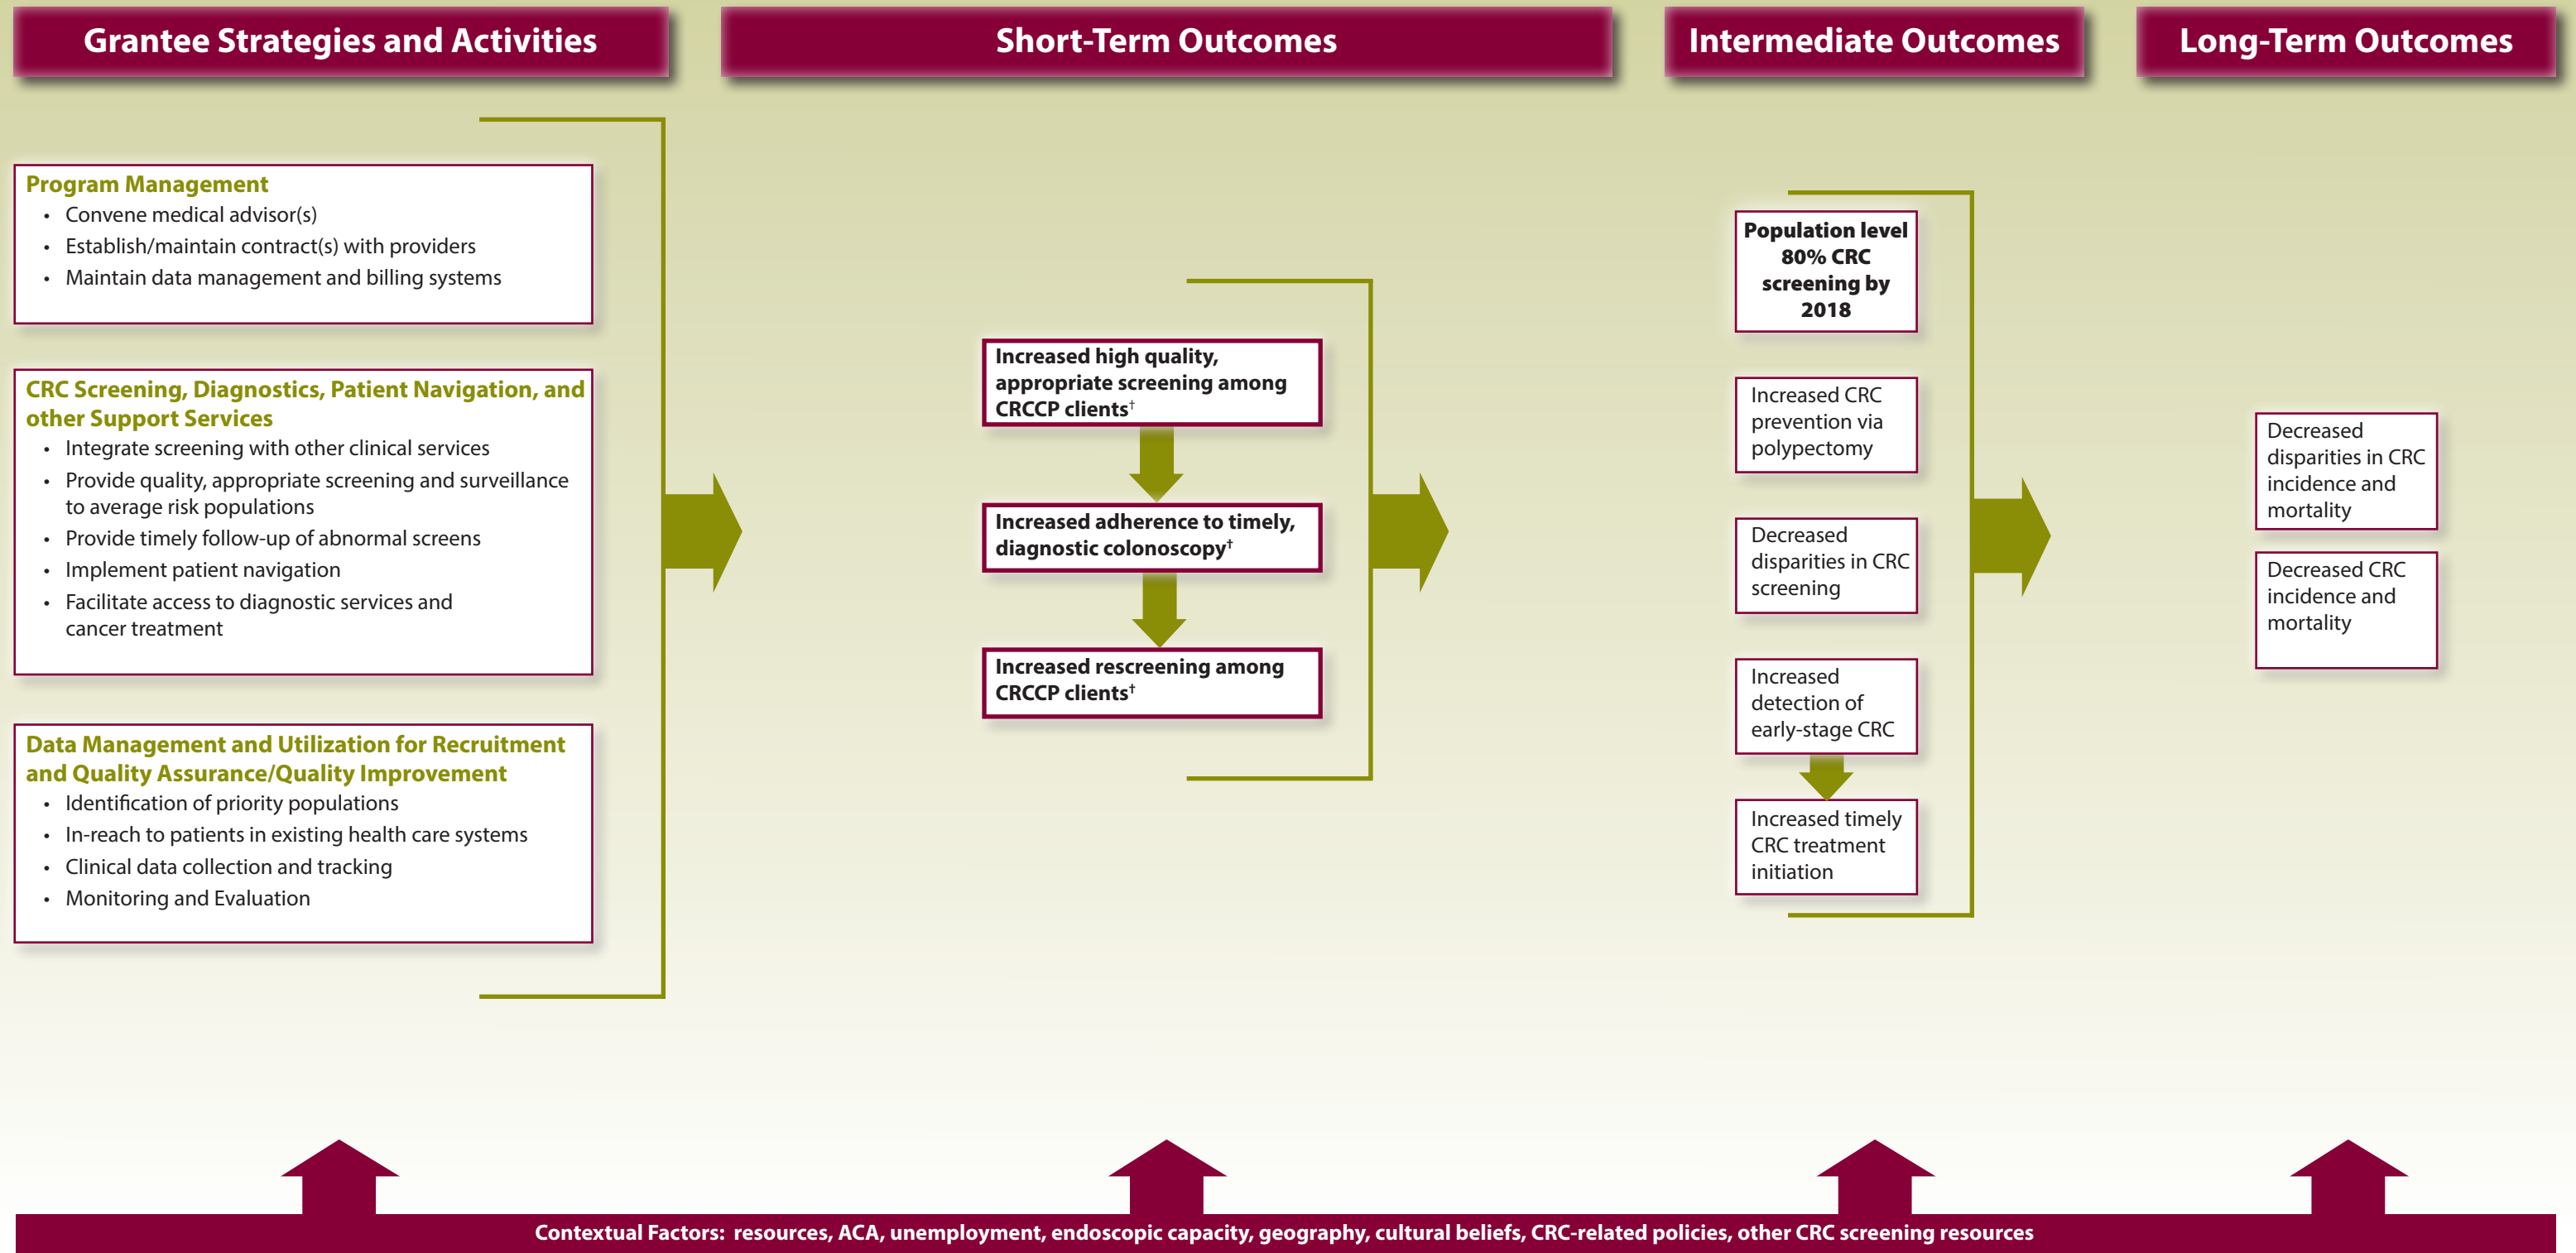 Grantee Strategies and Activities
Short-Term Outcomes
Intermediate Outcomes
Long-Term Outcomes
Program Management
• Convene medical advisor(s)
• Establish/maintain contract(s) with providers
• Maintain data management and billing systems
CRC Screening, Diagnostics, Patient Navigation, and
other Support Services
• Integrate screening with other clinical services
• Provide quality, appropriate screening and surveillance
to average risk populations
• Provide timely follow-up of abnormal screens
• Implement patient navigation
• Facilitate access to diagnostic services and
cancer treatment
Data Management and Utilization for Recruitment
and Quality Assurance/Quality Improvement
• Identification of priority populations
• In-reach to patients in existing health care systems
• Clinical data collection and tracking
• Monitoring and Evaluation
Increased high quality,
appropriate screening among
CRCCP clients†
Increased adherence to timely,
diagnostic colonoscopy†
Increased rescreening among
CRCCP clients†
Population level
80% CRC
screening by
2018
Increased CRC
prevention via
polypectomy
Decreased
disparities in CRC
screening
Increased
detection of
early-stage CRC
Increased timely
CRC treatment
initiation
Decreased
disparities in CRC
incidence and
mortality
Decreased CRC
incidence and
mortality
Contextual Factors: resources, ACA, unemployment, endoscopic capacity, geography, cultural beliefs, CRC-related policies, other CRC screening resources